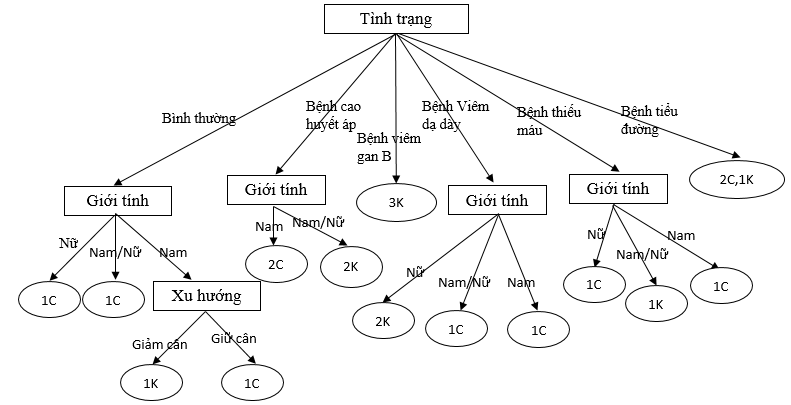 Tình trạng
Bình thường
Bệnh cao
huyết áp
Bệnh viêm
gan B
Bệnh Viêm
dạ dày
Bệnh thiếu
máu
Bệnh tiểu
đường
Giới tính
Giới tính
3K
Giới tính
Giới tính
2C,1K
Nữ
Nam/Nữ
Nam
Nam
Nam/Nữ
Nữ
Nam/Nữ
Nam
Nữ
Nam/Nữ
Nam
1C
1C
Xu hướng
2C
2K
2K
1C
1C
1C
1K
1C
Giảm cân
Giữ cân
1K
1C